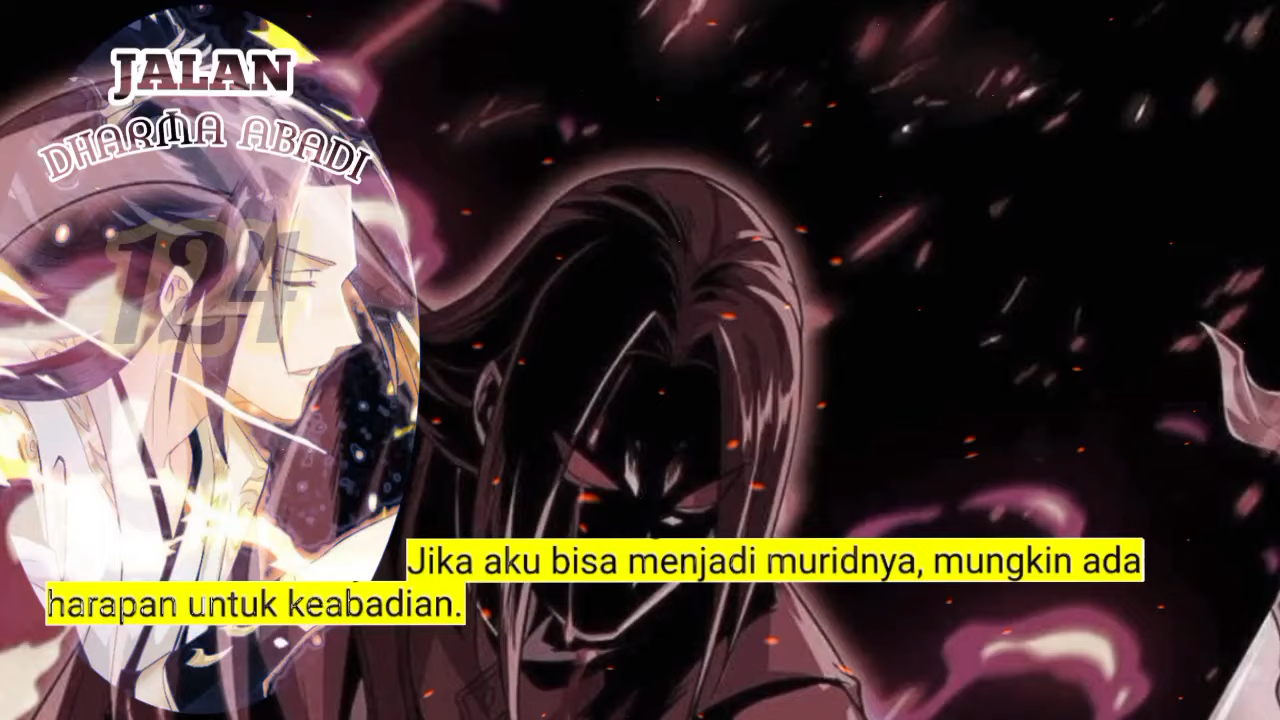 JALAN
DHARMA ABADI
124
Jika aku bisa menjadi muridnya, mungkin ada
harapan untuk keabadian.